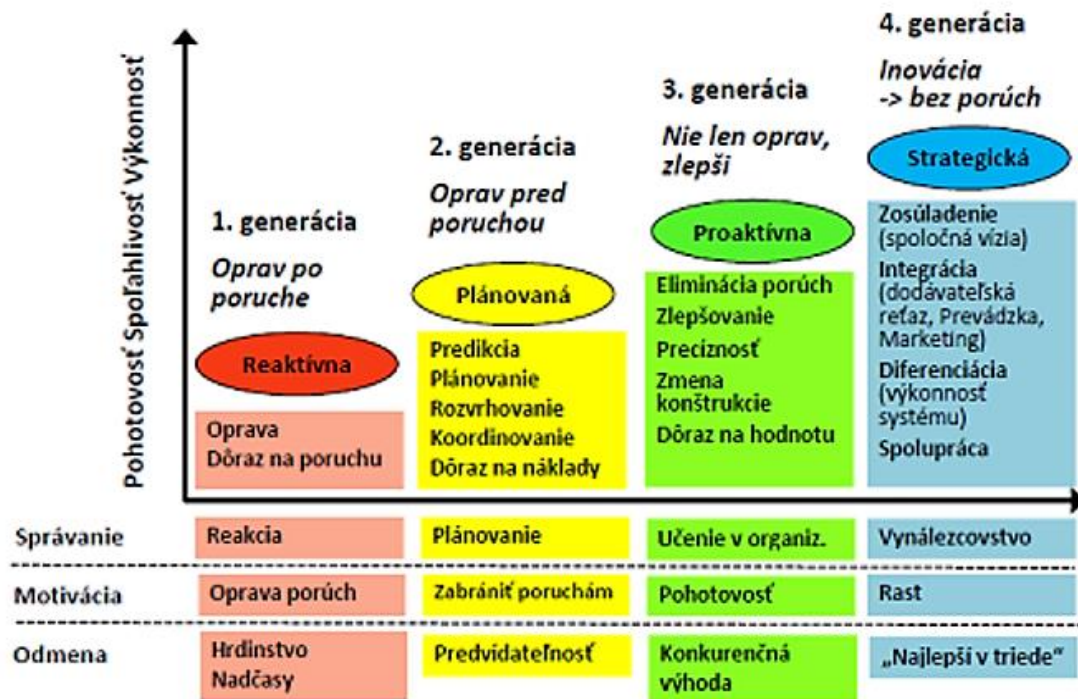 Pohotovosť Spoľahlivosť Výkonnosť
1. generácia
Oprav po
poruche
Reaktívna
Oprava
Dôraz na poruchu
2. generácia
Oprav pred
poruchou
Plánovaná
Predikcia
Plánovanie
Rozvrhovanie
Koordinovanie
Dôraz na náklady
3. generácia
Nie len oprav,
zlepši
Proaktívna
Eliminácia porúch
Zlepšovanie
Precíznosť
Zmena
konštrukcie
Dôraz na hodnotu
4. generácia
Inovácia
-> bez porúch
Strategická
Zosúladenie
(spoločná vízia)
Integrácia
(dodávateľská
reťaz, Prevádzka,
Marketing)
Diferenciácia
(výkonnosť
systému)
Spolupráca
Správanie
Reakcia
Plánovanie
Učenie v organiz.
Vynálezcovstvo
Motivácia
Oprava porúch
Zabrániť poruchám
Pohotovosť
Rast
Odmena
Hrdinstvo
Nadčasy
Predvídateľnosť
Konkurenčná
výhoda
„Najlepší v triede“